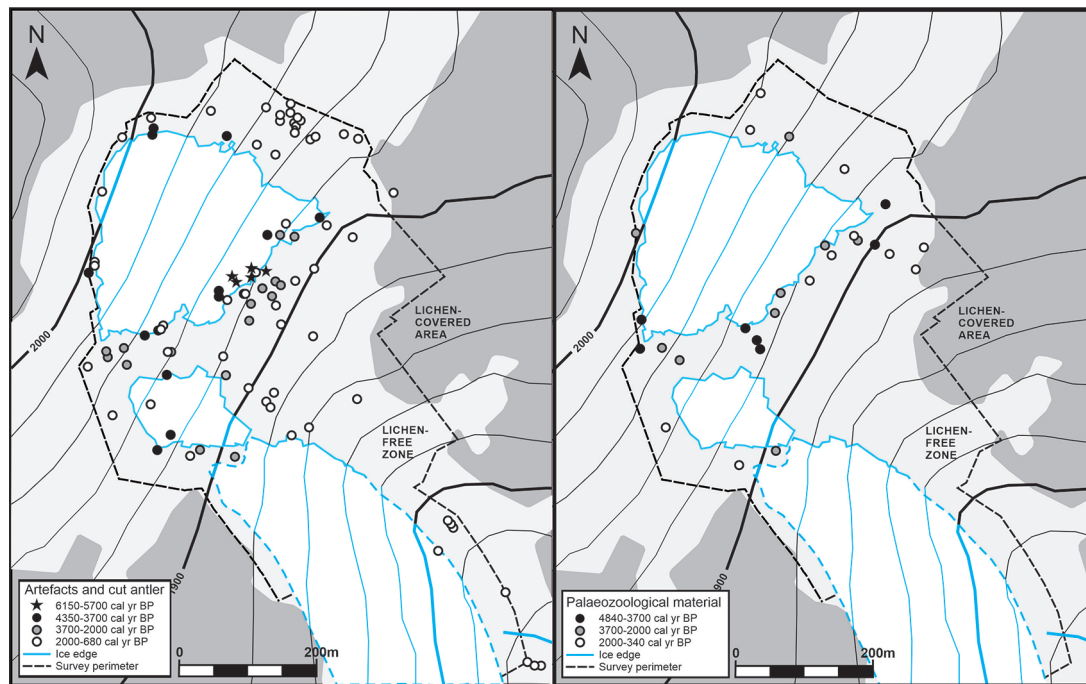 N
2000
LICHEN-
COVERED
AREA
LICHEN-
FREE
ZONE
1900
Artefacts and cut antler
6150-5700 cal yr BP
4350-3700 cal yr BP
3700-2000 cal yr BP
2000-680 cal yr BP
Ice edge
Survey perimeter
0
200m
N
2000
LICHEN-
COVERED
AREA
LICHEN-
FREE
ZONE
Palaeozoological material
4840-3700 cal yr BP
3700-2000 cal yr BP
2000-340 cal yr BP
Ice edge
Survey perimeter
0
200m